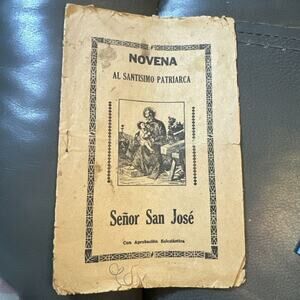 NOVENA
AL SANTISIMO PATRIARCA
Señor San José
Con Aprobación Eclesiástica